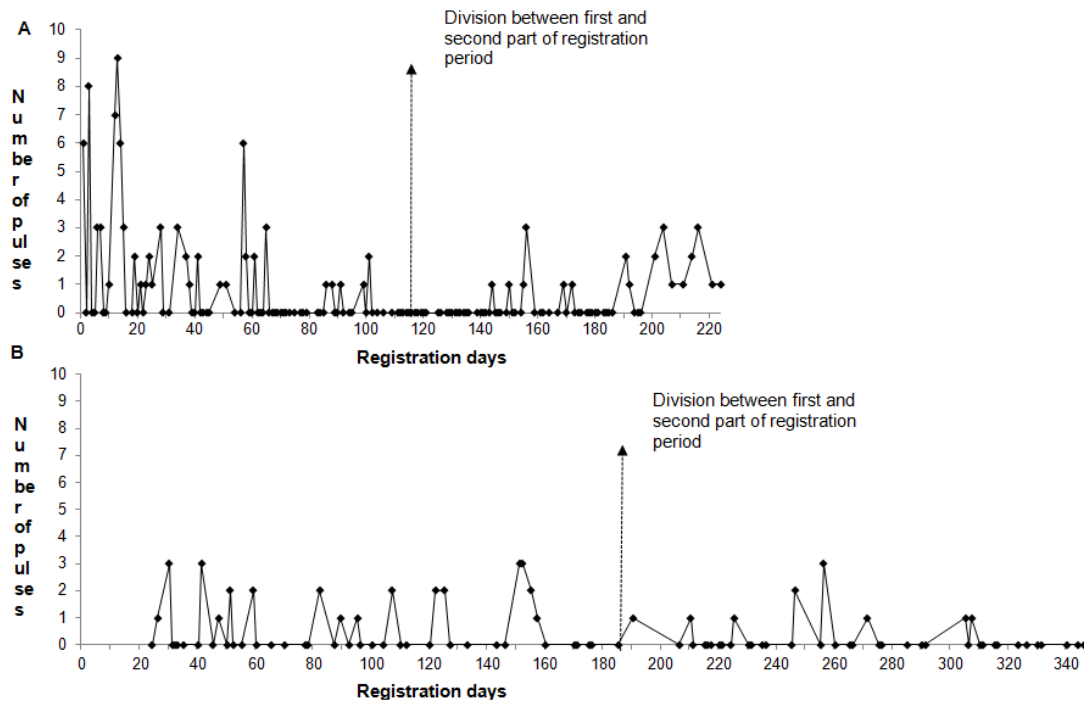 A
Division between first and
second part of registration
period
10
9
8
7
6
5
4
3
2
1
0
N
u
m
be
r
of
p
ul
se
s
0 20 40 60 80 100 120 140 160 180 200 220
Registration days
B
Division between first and
second part of registration
period
10
9
8
7
6
5
4
3
2
1
0
N
u
m
be
r
of
p
ul
se
s
0 20 40 60 80 100 120 140 160 180 200 220 240 260 280 300 320 340
Registration days